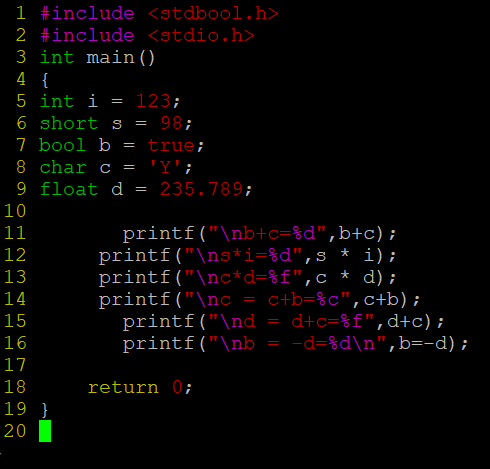 1 #include <stdbool.h>
2 #include <stdio.h>
3 int main()
4 {
5 int i = 123;
6 short s = 98;
7 bool b = true;
8 char c = 'Y';
9 float d = 235.789;
10
11        printf("\nb+c=%d",b+c);
12      printf("\ns*i=%d",s * i);
13      printf("\nc*d=%f",c * d);
14      printf("\nc = c+b=%c",c+b);
15        printf("\nd = d+c=%f",d+c);
16        printf("\nb = -d=%d\n",b=-d);
17
18     return 0;
19 }
20